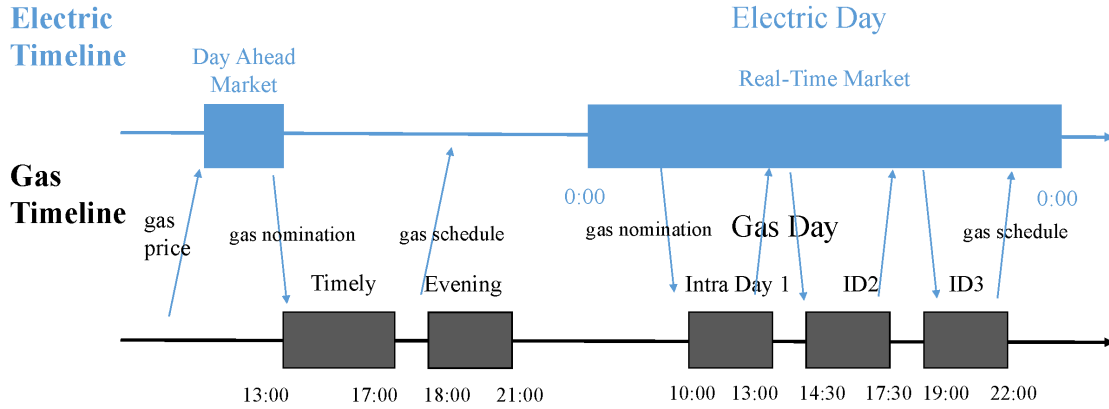 Electric
Timeline
Electric Day
Day Ahead
Market
Real-Time Market
Gas
Timeline
0:00
0:00
gas
price
gas nomination
gas schedule
gas nomination
Gas Day
gas schedule
Timely
Evening
Intra Day 1
ID2
ID3
13:00
17:00
18:00
21:00
10:00
13:00
14:30
17:30
19:00
22:00